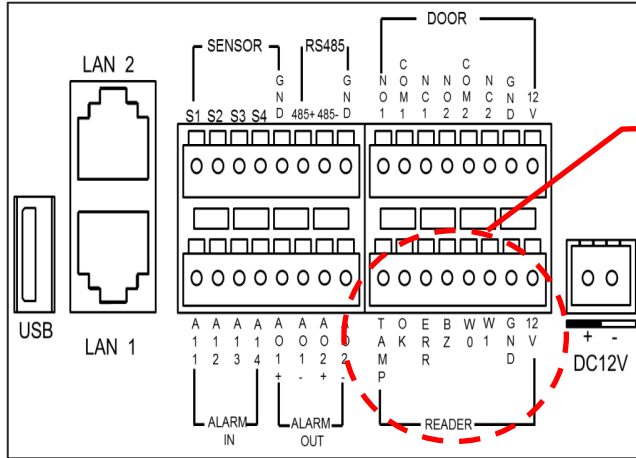 DOOR
SENSOR
RS485
LAN 2
S1 S2 S3 S4 GND 485+ 485- GND
NO1 COM1 NC1 NO2 COM2 NC2 GND 12V
USB
LAN 1
A11 A12 A13 A14 AO1+ AO1- AO2+ AO2-
TAMP OK ERR BZ W0 W1 GND 12V
+ -
DC12V
ALARM IN
ALARM OUT
READER